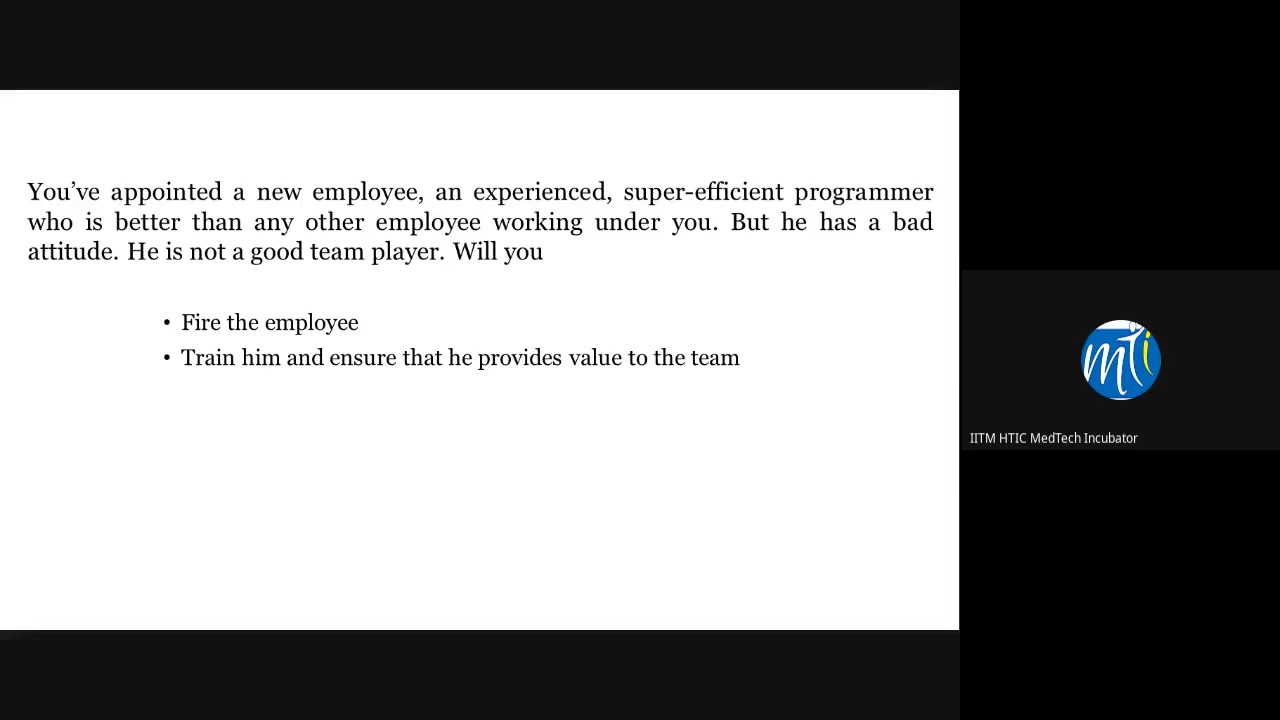 You’ve appointed a new employee, an experienced, super-efficient programmer
who is better than any other employee working under you. But he has a bad
attitude. He is not a good team player. Will you
• Fire the employee
• Train him and ensure that he provides value to the team
mTi
IITM HTIC MedTech Incubator